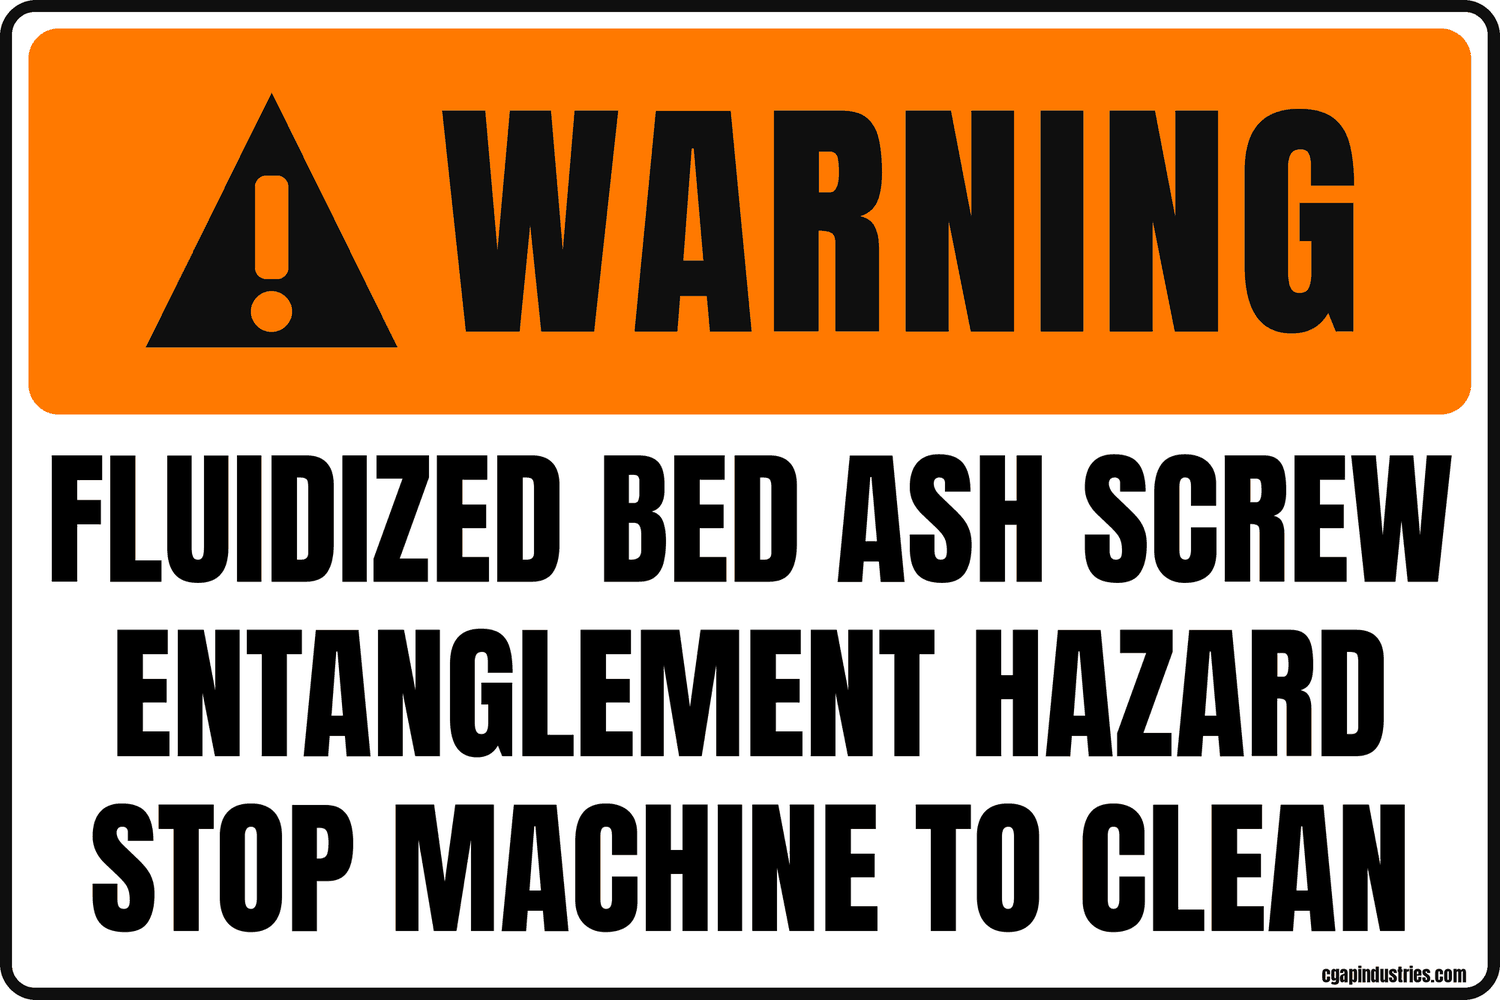 WARNING
FLUIDIZED BED ASH SCREW
ENTANGLEMENT HAZARD
STOP MACHINE TO CLEAN
cgapindustries.com